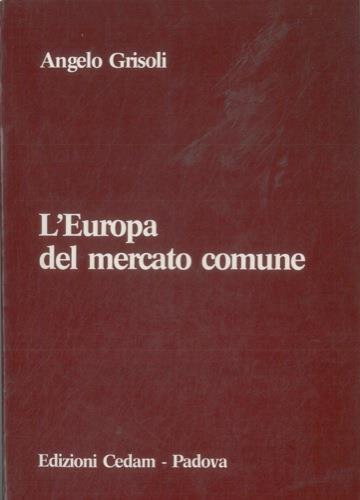 Angelo Grisoli
L'Europa
del mercato comune
Edizioni Cedam - Padova